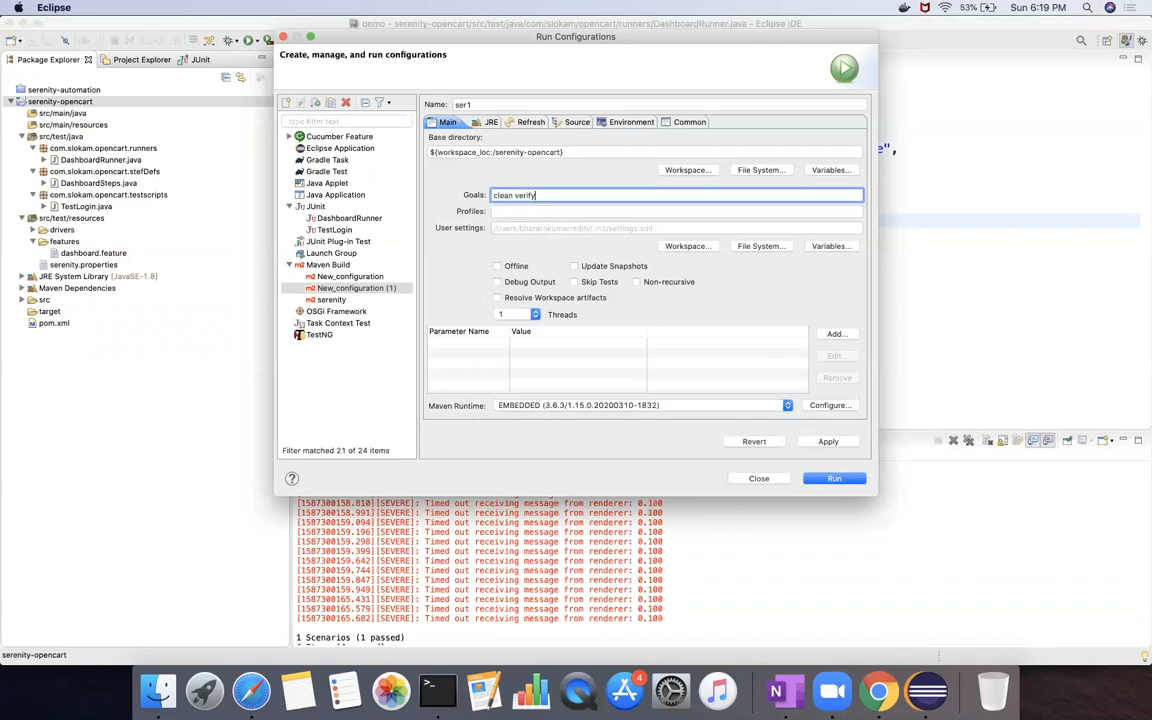 Eclipse
53%
Sun 6:19 PM
demo - serenity-opencart/src/test/java/com/slokam/opencart/runners/DashboardRunner.java - Eclipse IDE
Run Configurations
Package Explorer
Project Explorer
JUnit
serenity-automation
serenity-opencart
src/main/java
src/main/resources
src/test/java
com.slokam.opencart.runners
DashboardRunner.java
com.slokam.opencart.stefDefs
DashboardSteps.java
com.slokam.opencart.testscripts
TestLogin.java
src/test/resources
drivers
features
dashboard.feature
serenity.properties
JRE System Library [JavaSE-1.8]
Maven Dependencies
src
target
pom.xml
Create, manage, and run configurations
type filter text
Cucumber Feature
Eclipse Application
Gradle Task
Gradle Test
Java Applet
Java Application
JUnit
DashboardRunner
TestLogin
JUnit Plug-in Test
Launch Group
Maven Build
New_configuration
New_configuration (1)
serenity
OSGi Framework
Task Context Test
TestNG
Filter matched 21 of 24 items
Name: ser1
Main JRE Refresh Source Environment Common
Base directory:
${workspace_loc:/serenity-opencart}
Workspace... File System... Variables...
Goals: clean verify
Profiles:
User settings: /Users/bharathkumarreddy/.m2/settings.xml
Workspace... File System... Variables...
Offline Update Snapshots
Debug Output Skip Tests Non-recursive
Resolve Workspace artifacts
1 Threads
Parameter Name Value
Add...
Edit...
Remove
Maven Runtime: EMBEDDED (3.6.3/1.15.0.20200310-1832) Configure...
Revert Apply
Close Run
e",
[1587300158.810][SEVERE]: Timed out receiving message from renderer: 0.100
[1587300158.991][SEVERE]: Timed out receiving message from renderer: 0.100
[1587300159.094][SEVERE]: Timed out receiving message from renderer: 0.100
[1587300159.196][SEVERE]: Timed out receiving message from renderer: 0.100
[1587300159.298][SEVERE]: Timed out receiving message from renderer: 0.100
[1587300159.399][SEVERE]: Timed out receiving message from renderer: 0.100
[1587300159.642][SEVERE]: Timed out receiving message from renderer: 0.100
[1587300159.744][SEVERE]: Timed out receiving message from renderer: 0.100
[1587300159.847][SEVERE]: Timed out receiving message from renderer: 0.100
[1587300159.949][SEVERE]: Timed out receiving message from renderer: 0.100
[1587300165.431][SEVERE]: Timed out receiving message from renderer: 0.100
[1587300165.579][SEVERE]: Timed out receiving message from renderer: 0.100
[1587300165.682][SEVERE]: Timed out receiving message from renderer: 0.100
1 Scenarios (1 passed)
serenity-opencart
4